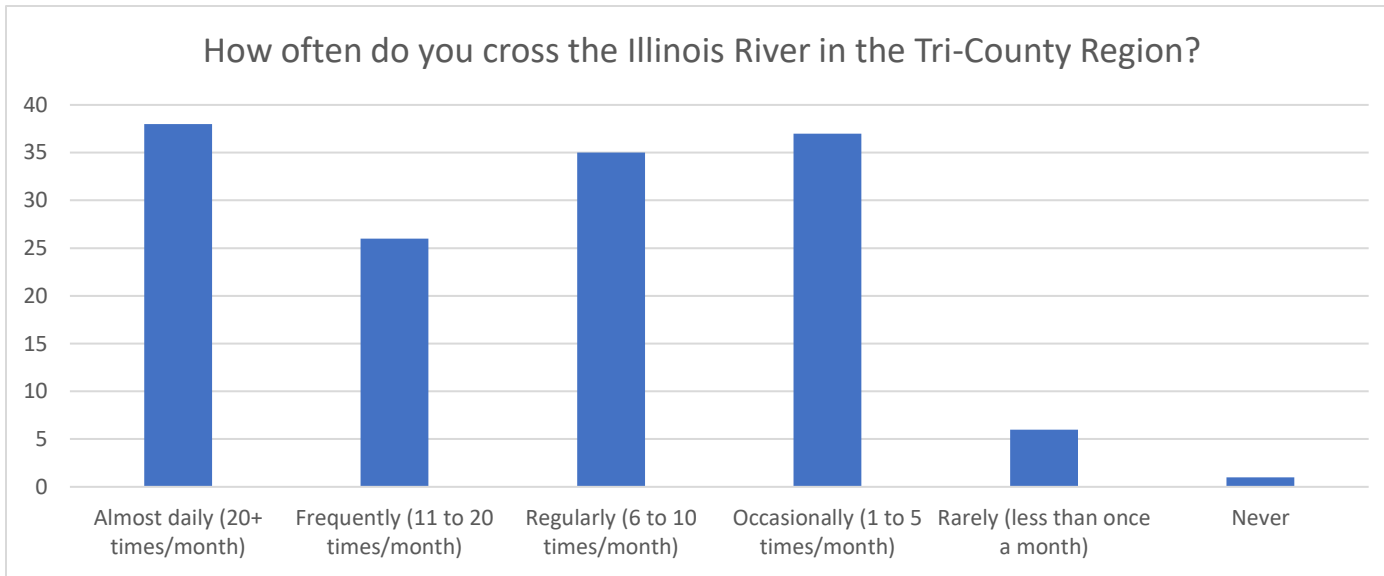 How often do you cross the Illinois River in the Tri-County Region?
40
35
30
25
20
15
10
5
0
Almost daily (20+
times/month)
Frequently (11 to 20
times/month)
Regularly (6 to 10
times/month)
Occasionally (1 to 5
times/month)
Rarely (less than once
a month)
Never